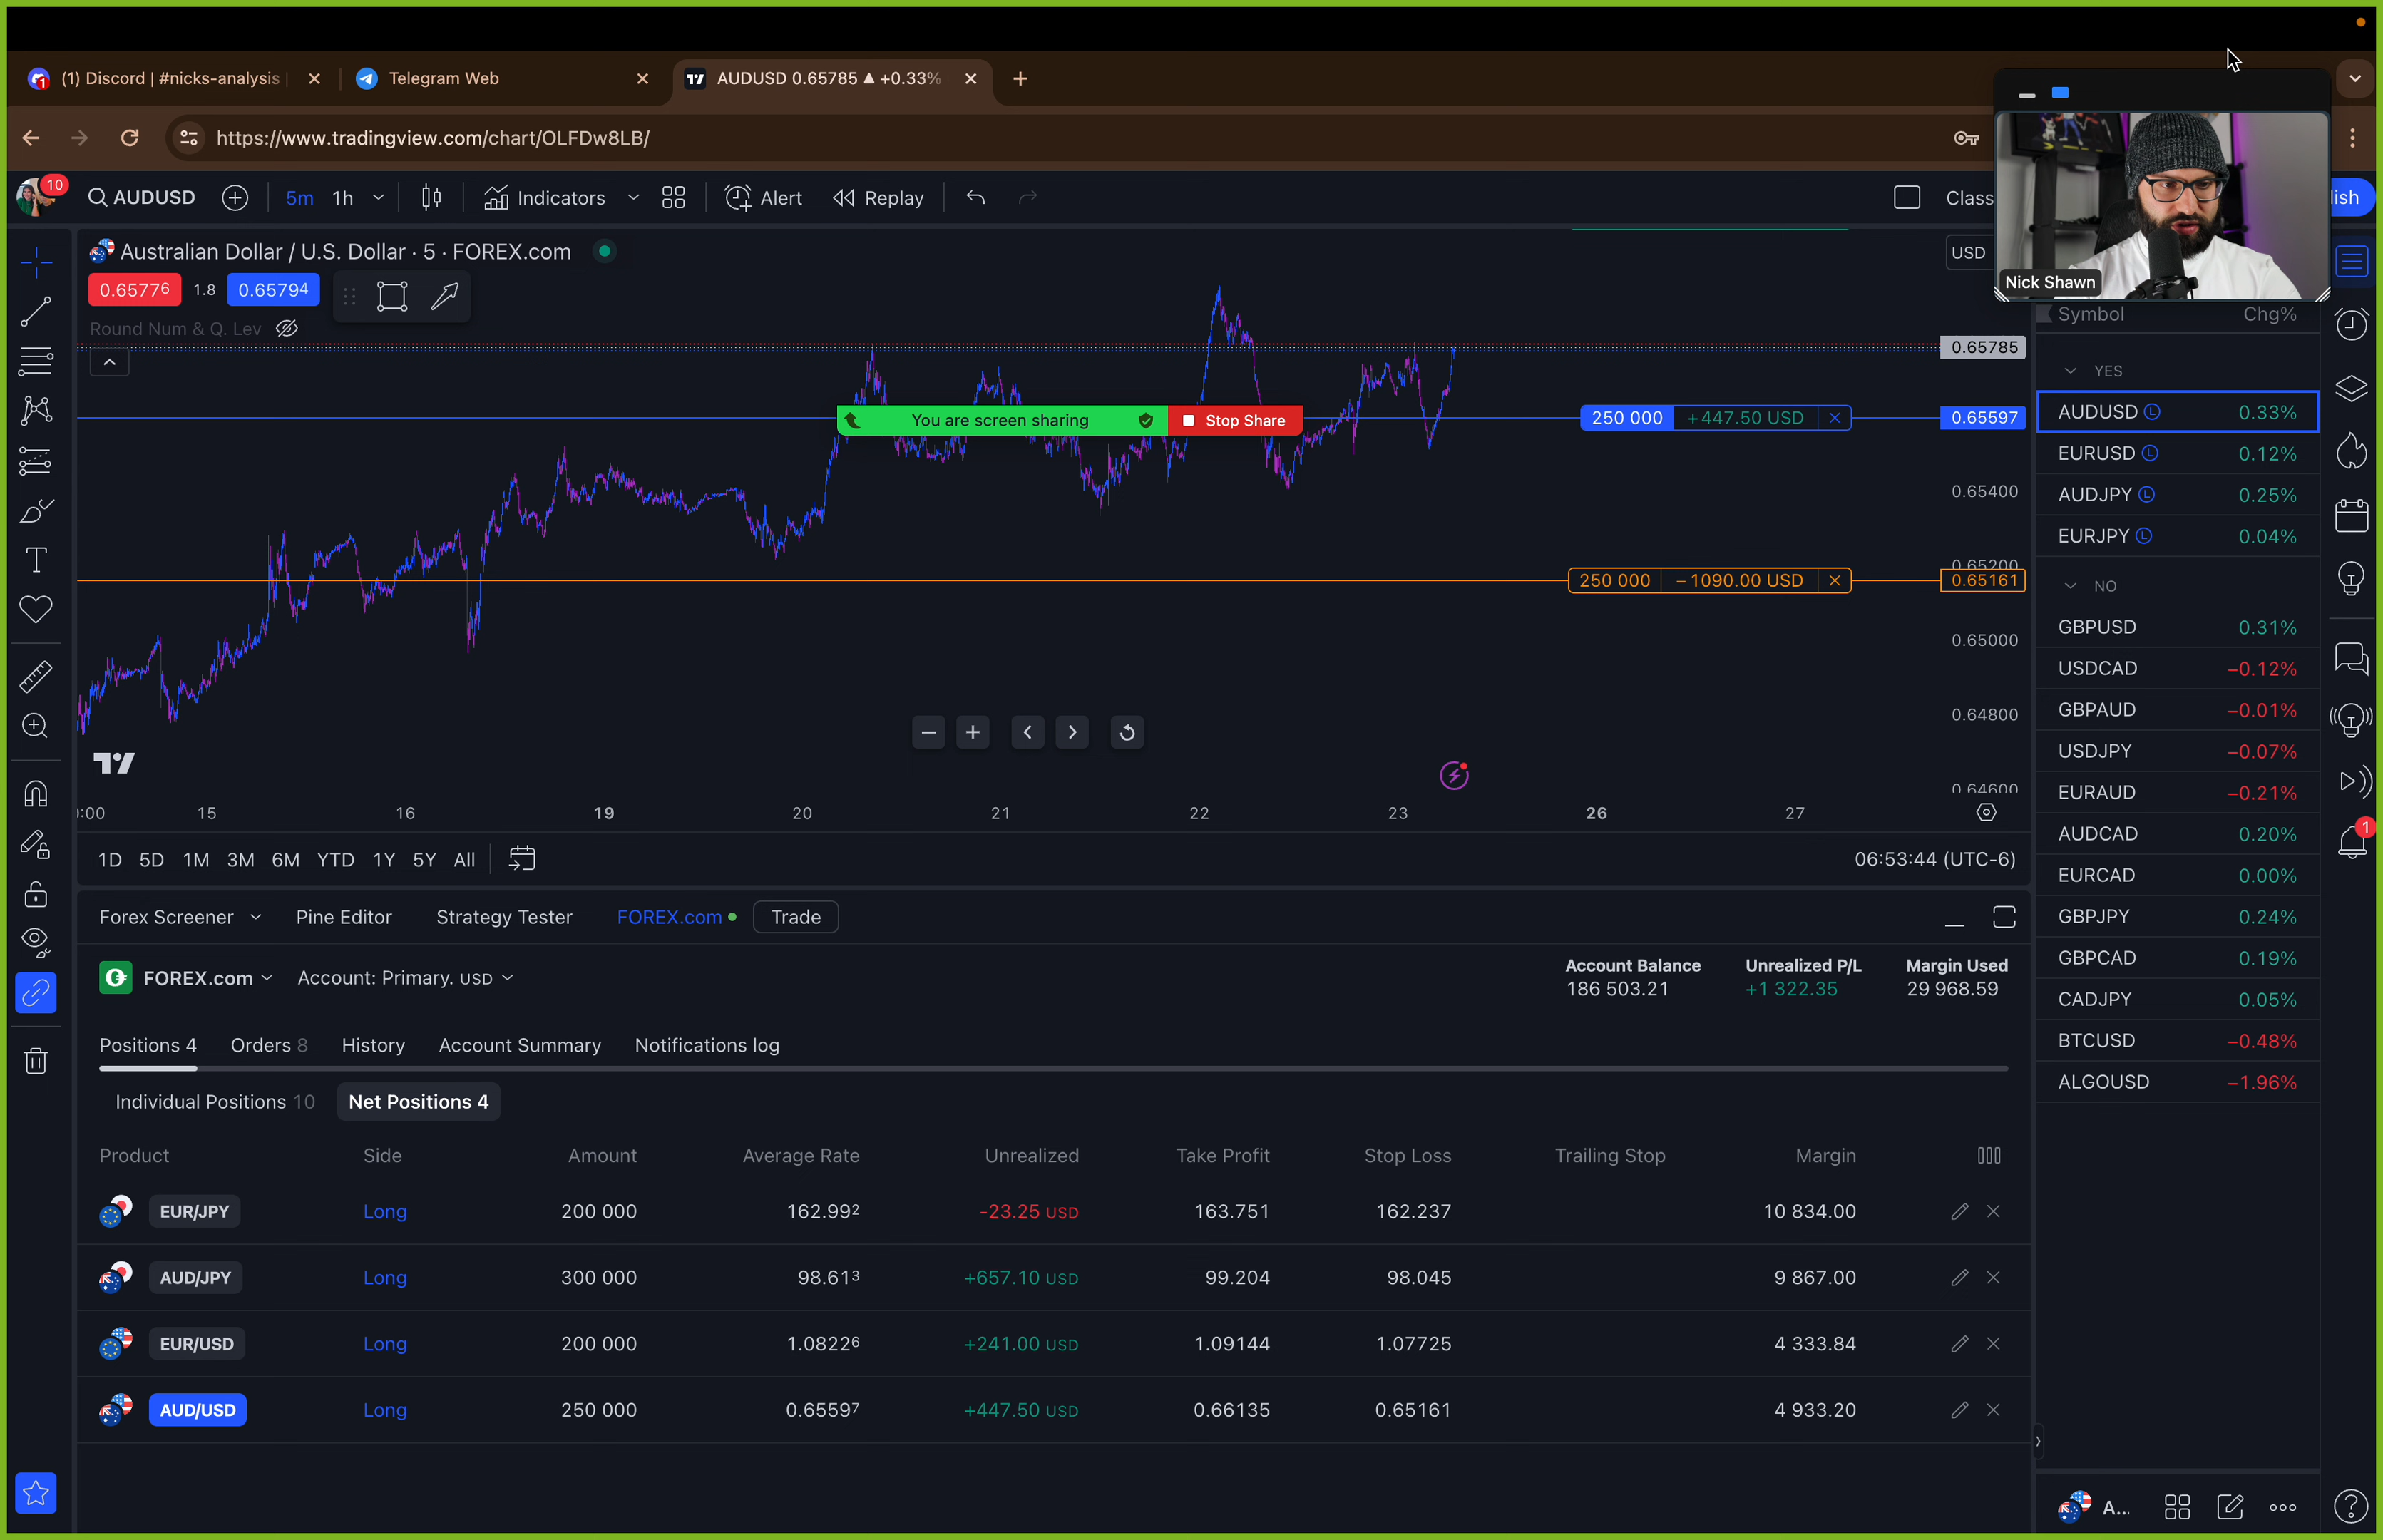 (1) Discord | #nicks-analysis
Telegram Web
AUDUSD 0.65785 ▲ +0.33%
https://www.tradingview.com/chart/OLFDw8LB/
10
AUDUSD
5m 1h
Indicators
Alert
Replay
Class
lish
Nick Shawn
Australian Dollar / U.S. Dollar · 5 · FOREX.com
0.65776 1.8 0.65794
Round Num & Q. Lev
USD
0.65785
You are screen sharing
Stop Share
250 000 +447.50 USD
0.65597
0.65400
0.65200
250 000 −1090.00 USD
0.65161
0.65000
0.64800
0.64600
:00 15 16 19 20 21 22 23 26 27
1D 5D 1M 3M 6M YTD 1Y 5Y All
06:53:44 (UTC-6)
Symbol Chg%
YES
AUDUSD L 0.33%
EURUSD L 0.12%
AUDJPY L 0.25%
EURJPY L 0.04%
NO
GBPUSD 0.31%
USDCAD −0.12%
GBPAUD −0.01%
USDJPY −0.07%
EURAUD −0.21%
AUDCAD 0.20%
EURCAD 0.00%
GBPJPY 0.24%
GBPCAD 0.19%
CADJPY 0.05%
BTCUSD −0.48%
ALGOUSD −1.96%
1
Forex Screener Pine Editor Strategy Tester FOREX.com Trade
FOREX.com Account: Primary. USD
Account Balance Unrealized P/L Margin Used
186 503.21 +1 322.35 29 968.59
Positions 4 Orders 8 History Account Summary Notifications log
Individual Positions 10 Net Positions 4
Product Side Amount Average Rate Unrealized Take Profit Stop Loss Trailing Stop Margin
EUR/JPY Long 200 000 162.992 -23.25 USD 163.751 162.237 10 834.00
AUD/JPY Long 300 000 98.613 +657.10 USD 99.204 98.045 9 867.00
EUR/USD Long 200 000 1.08226 +241.00 USD 1.09144 1.07725 4 333.84
AUD/USD Long 250 000 0.65597 +447.50 USD 0.66135 0.65161 4 933.20
A...